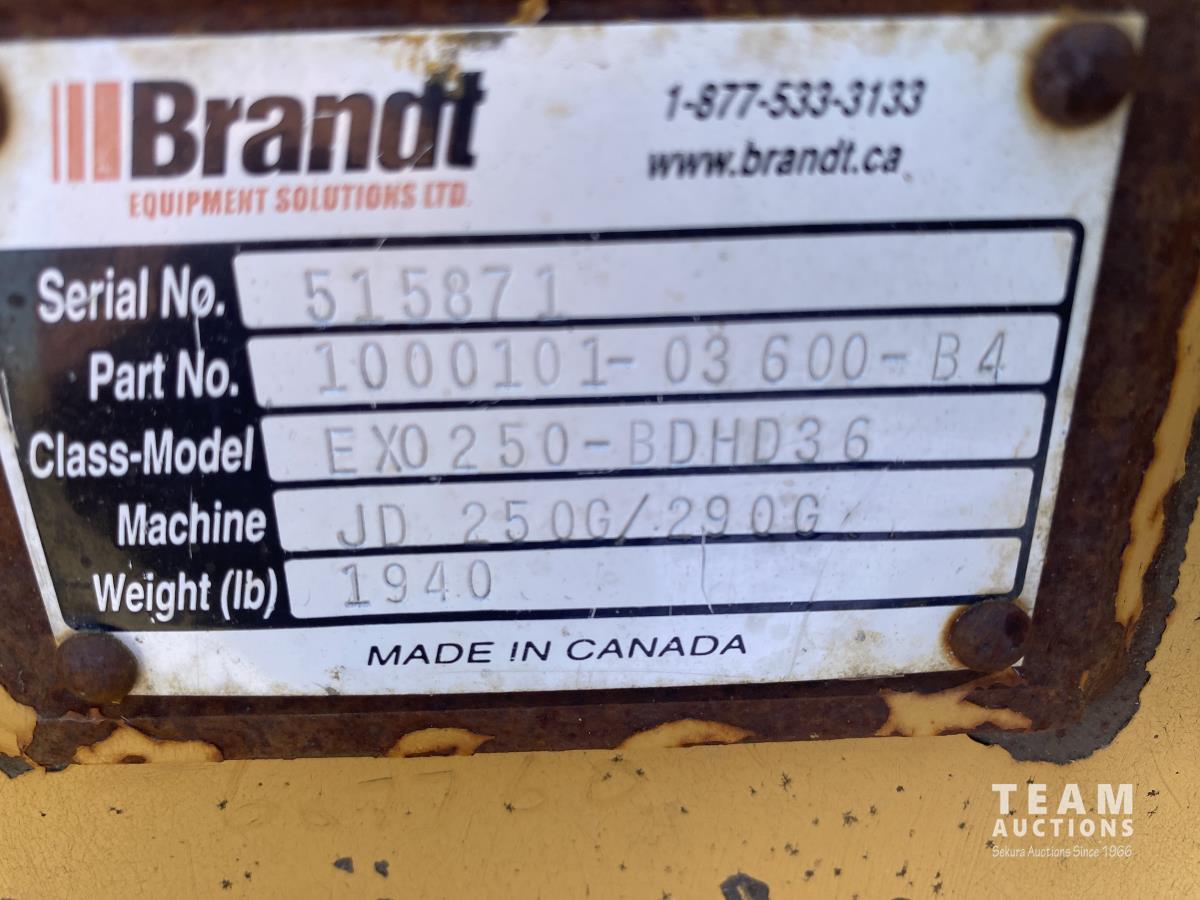 Brandt
EQUIPMENT SOLUTIONS LTD.
1-877-533-3133
www.brandt.ca
Serial No. 515871
Part No. 1000101-03600-B4
Class-Model EX0250-BDHD36
Machine JD 250G/290G
Weight (lb) 1940
MADE IN CANADA
TEAM
AUCTIONS
Sekura Auctions Since 1966